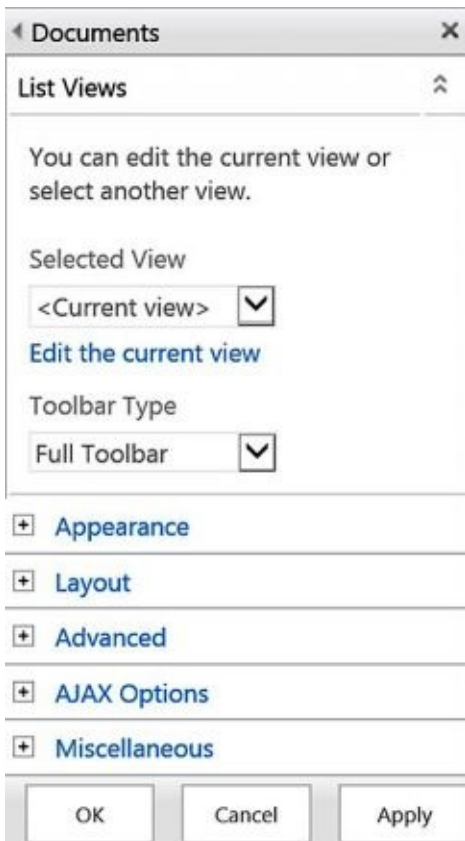 Documents
List Views
You can edit the current view or
select another view.
Selected View
<Current view>
Edit the current view
Toolbar Type
Full Toolbar
Appearance
Layout
Advanced
AJAX Options
Miscellaneous
OK Cancel Apply